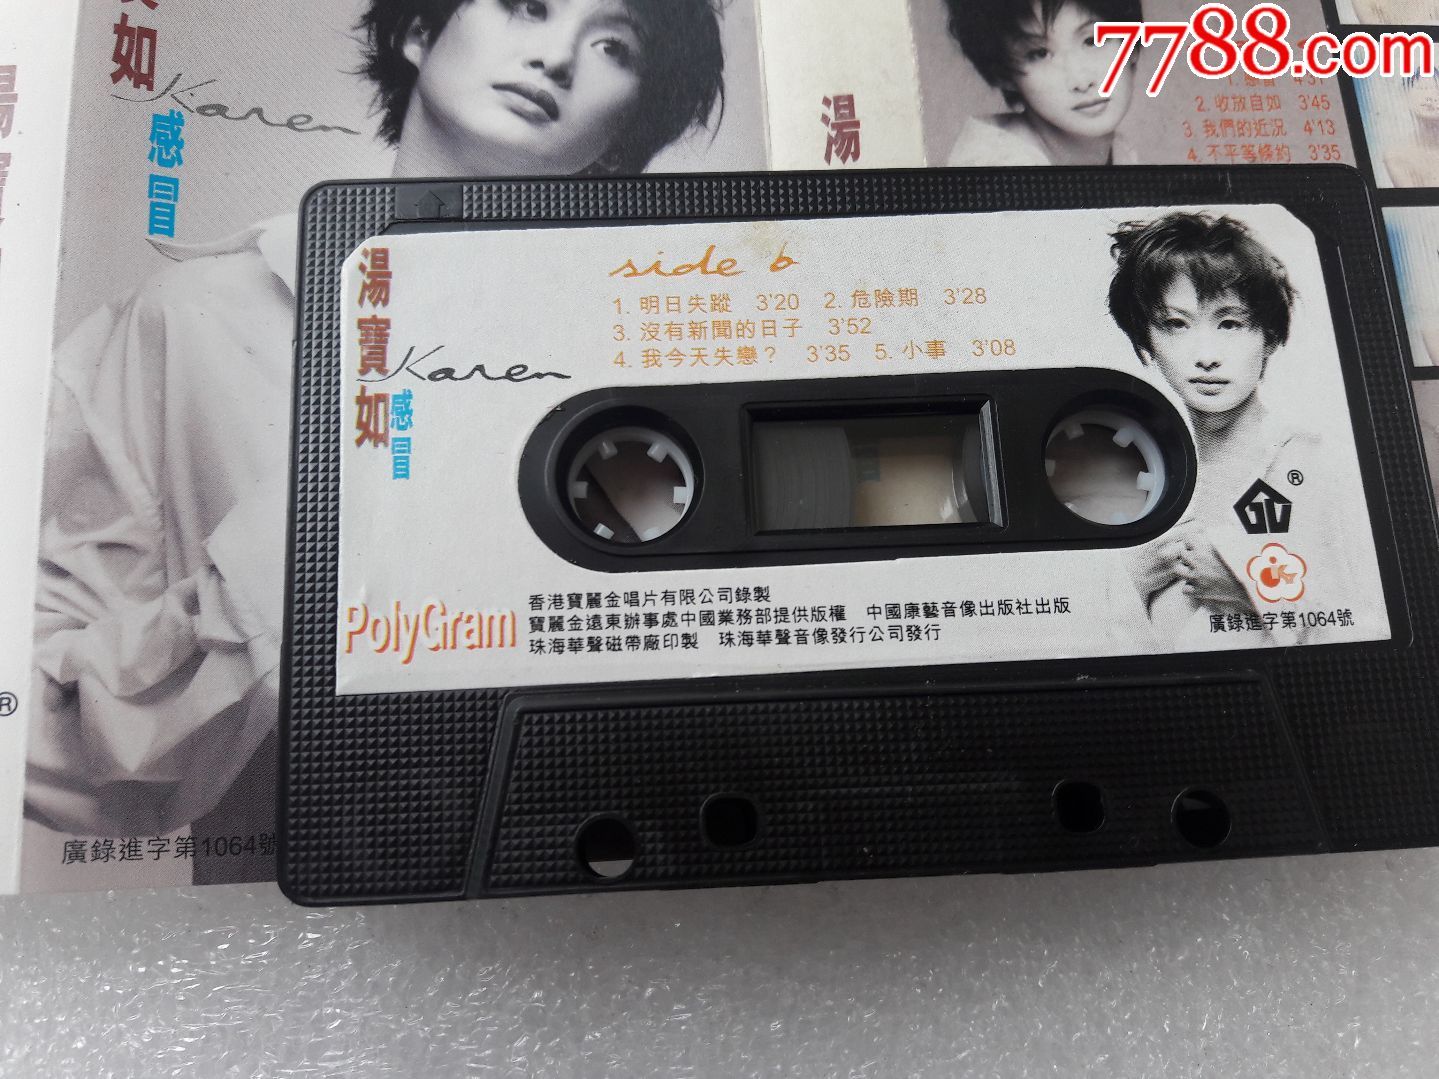 7788.com
如
Karen
感冒
湯
2. 收放自如 3'45
3. 我們的近況 4'13
4. 不平等條約 3'35
side b
1. 明日失蹤 3'20 2. 危險期 3'28
3. 沒有新聞的日子 3'52
4. 我今天失戀？ 3'35 5. 小事 3'08
湯寶如
Karen
感冒
®
PolyGram
香港寶麗金唱片有限公司錄製
寶麗金遠東辦事處中國業務部提供版權 中國康藝音像出版社出版
珠海華聲磁帶廠印製 珠海華聲音像發行公司發行
廣錄進字第1064號
廣錄進字第1064號
®